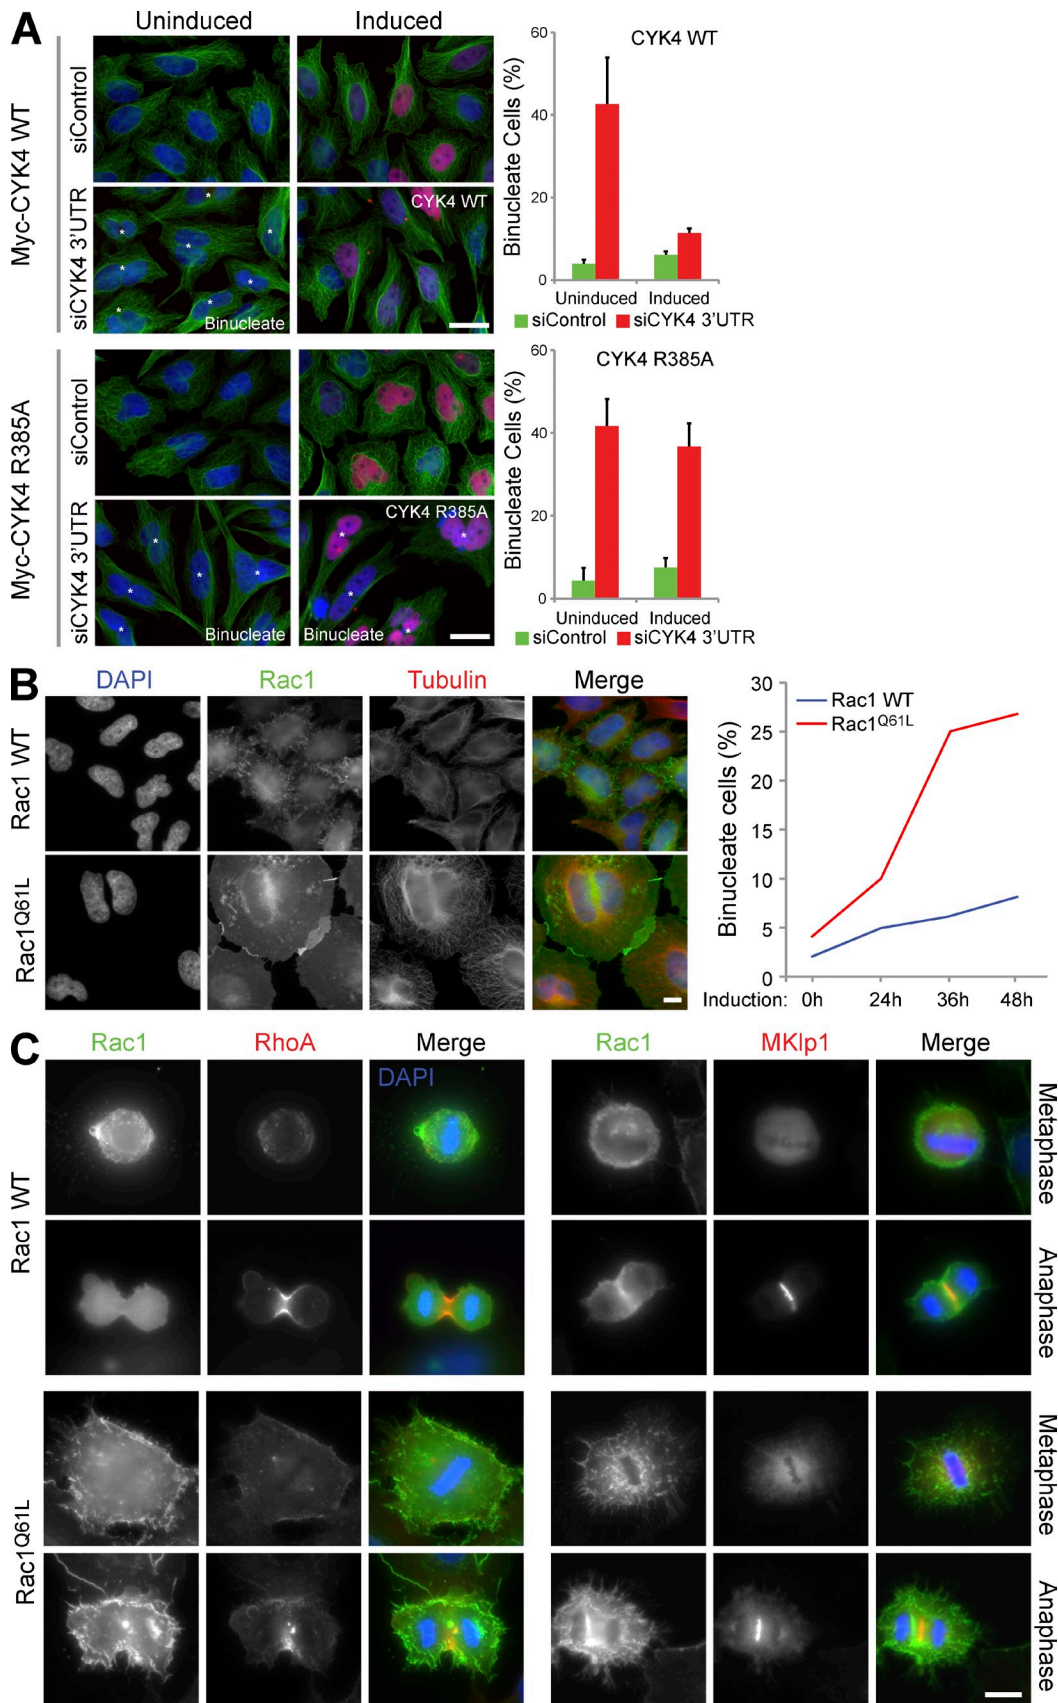 A
Uninduced
Induced
Myc-CYK4 WT
siControl
siCYK4 3'UTR
CYK4 WT
Binucleate
CYK4 WT
Binucleate Cells (%)
60
40
20
0
Uninduced
Induced
siControl
siCYK4 3'UTR
Myc-CYK4 R385A
siControl
siCYK4 3'UTR
CYK4 R385A
Binucleate
Binucleate
CYK4 R385A
Binucleate Cells (%)
60
40
20
0
Uninduced
Induced
siControl
siCYK4 3'UTR
B
DAPI
Rac1
Tubulin
Merge
Rac1 WT
Rac1Q61L
Binucleate cells (%)
30
25
20
15
10
5
0
Rac1 WT
Rac1Q61L
Induction:
0h
24h
36h
48h
C
Rac1
RhoA
Merge
Rac1
MKlp1
Merge
DAPI
Rac1 WT
Metaphase
Anaphase
Rac1Q61L
Metaphase
Anaphase